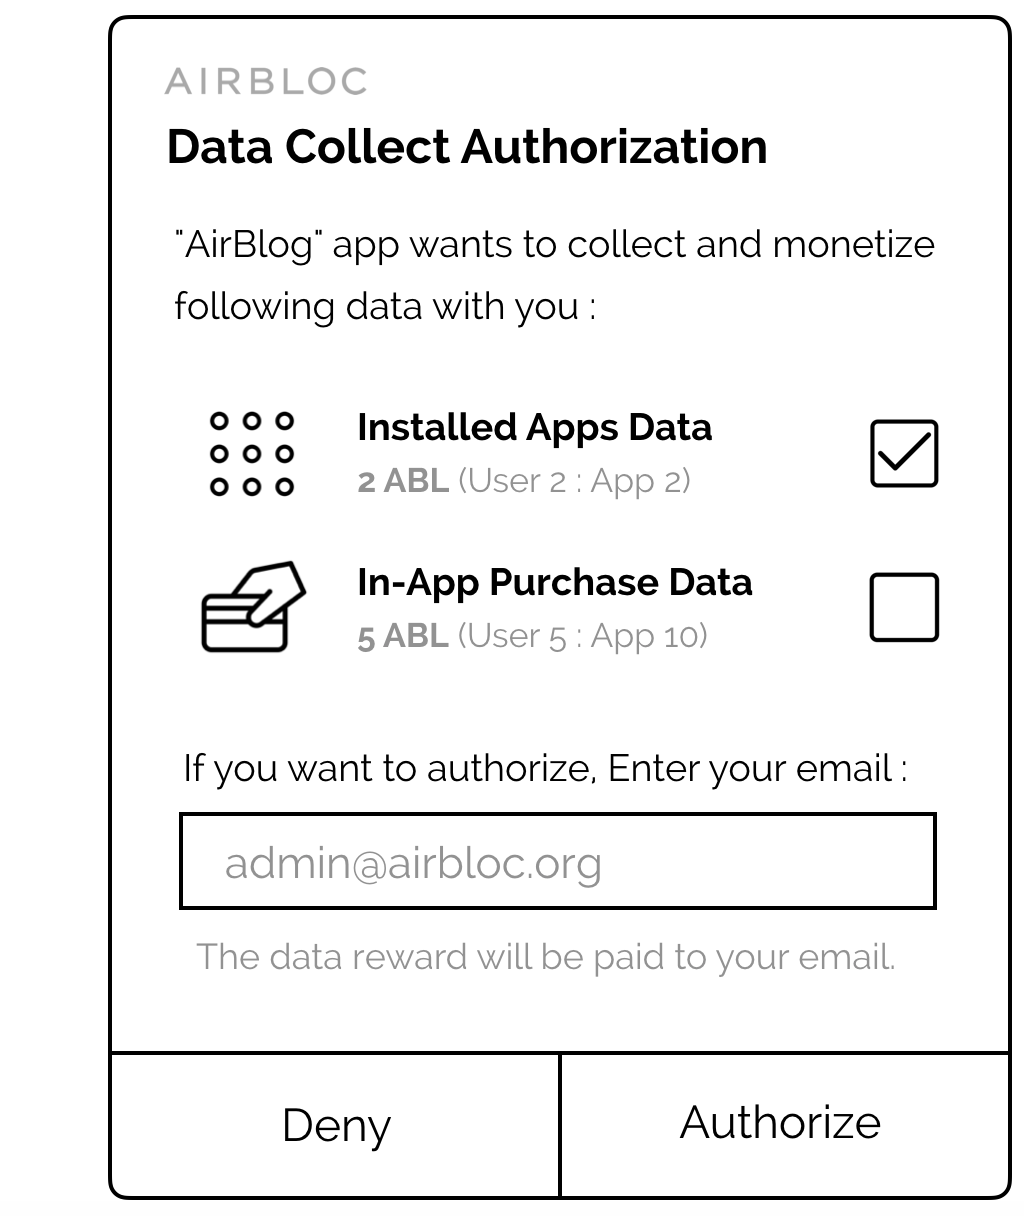 AIRBLOC
Data Collect Authorization
"AirBlog" app wants to collect and monetize
following data with you :
Installed Apps Data
2 ABL (User 2 : App 2)
In-App Purchase Data
5 ABL (User 5 : App 10)
If you want to authorize, Enter your email :
admin@airbloc.org
The data reward will be paid to your email.
Deny
Authorize